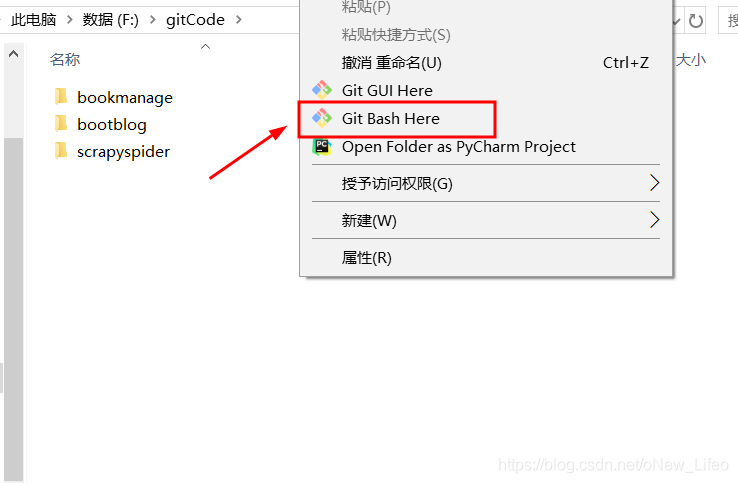 此电脑 > 数据 (F:) > gitCode >
名称
大小
bookmanage
bootblog
scrapyspider
粘贴(P)
粘贴快捷方式(S)
撤消 重命名(U) Ctrl+Z
Git GUI Here
Git Bash Here
Open Folder as PyCharm Project
授予访问权限(G)
新建(W)
属性(R)
https://blog.csdn.net/oNew_Lifeo